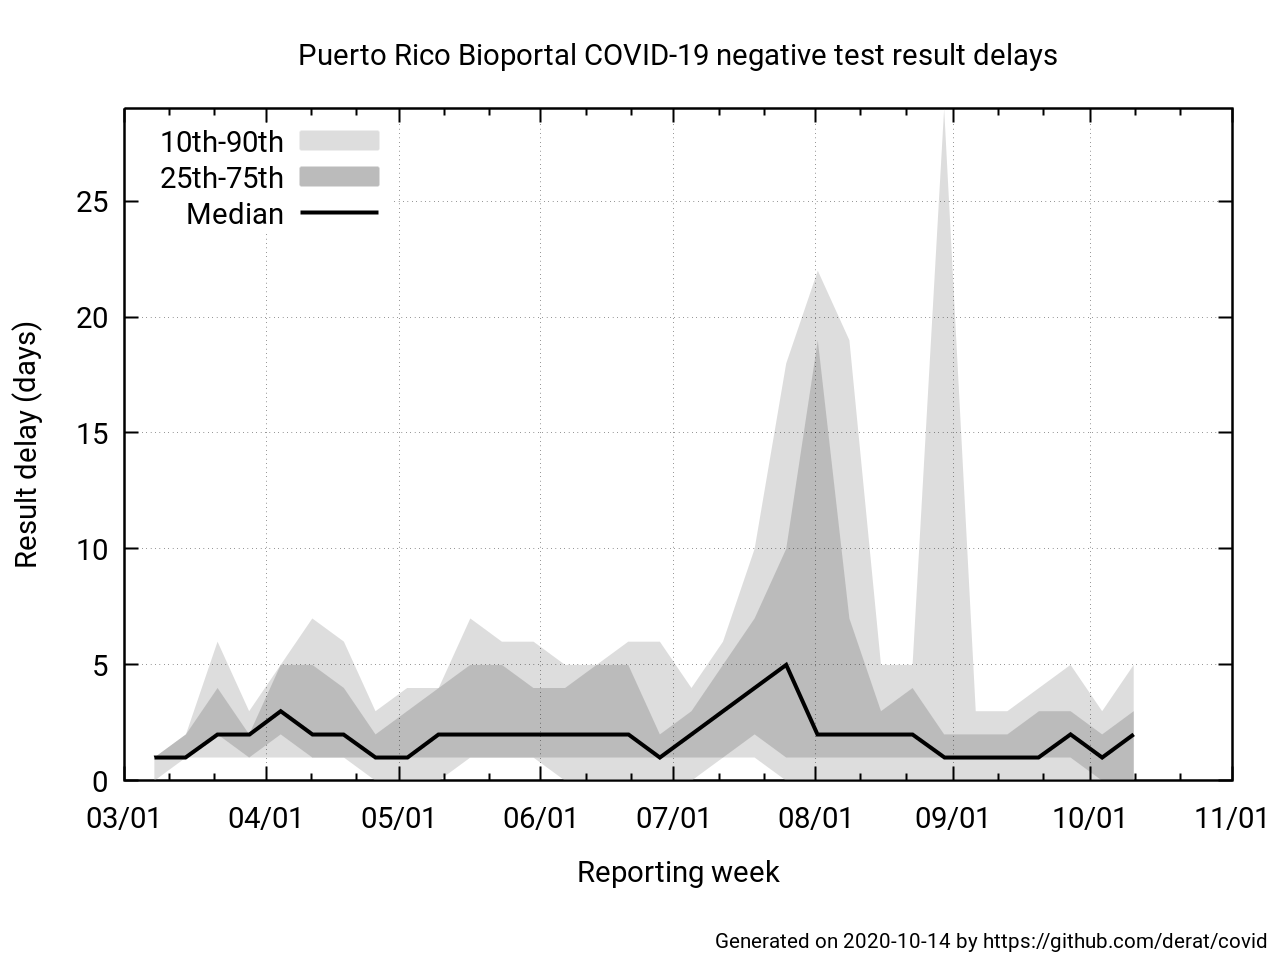 Puerto Rico Bioportal COVID-19 negative test result delays
10th-90th
25th-75th
Median
25
20
15
10
5
0
Result delay (days)
03/01 04/01 05/01 06/01 07/01 08/01 09/01 10/01 11/01
Reporting week
Generated on 2020-10-14 by https://github.com/derat/covid